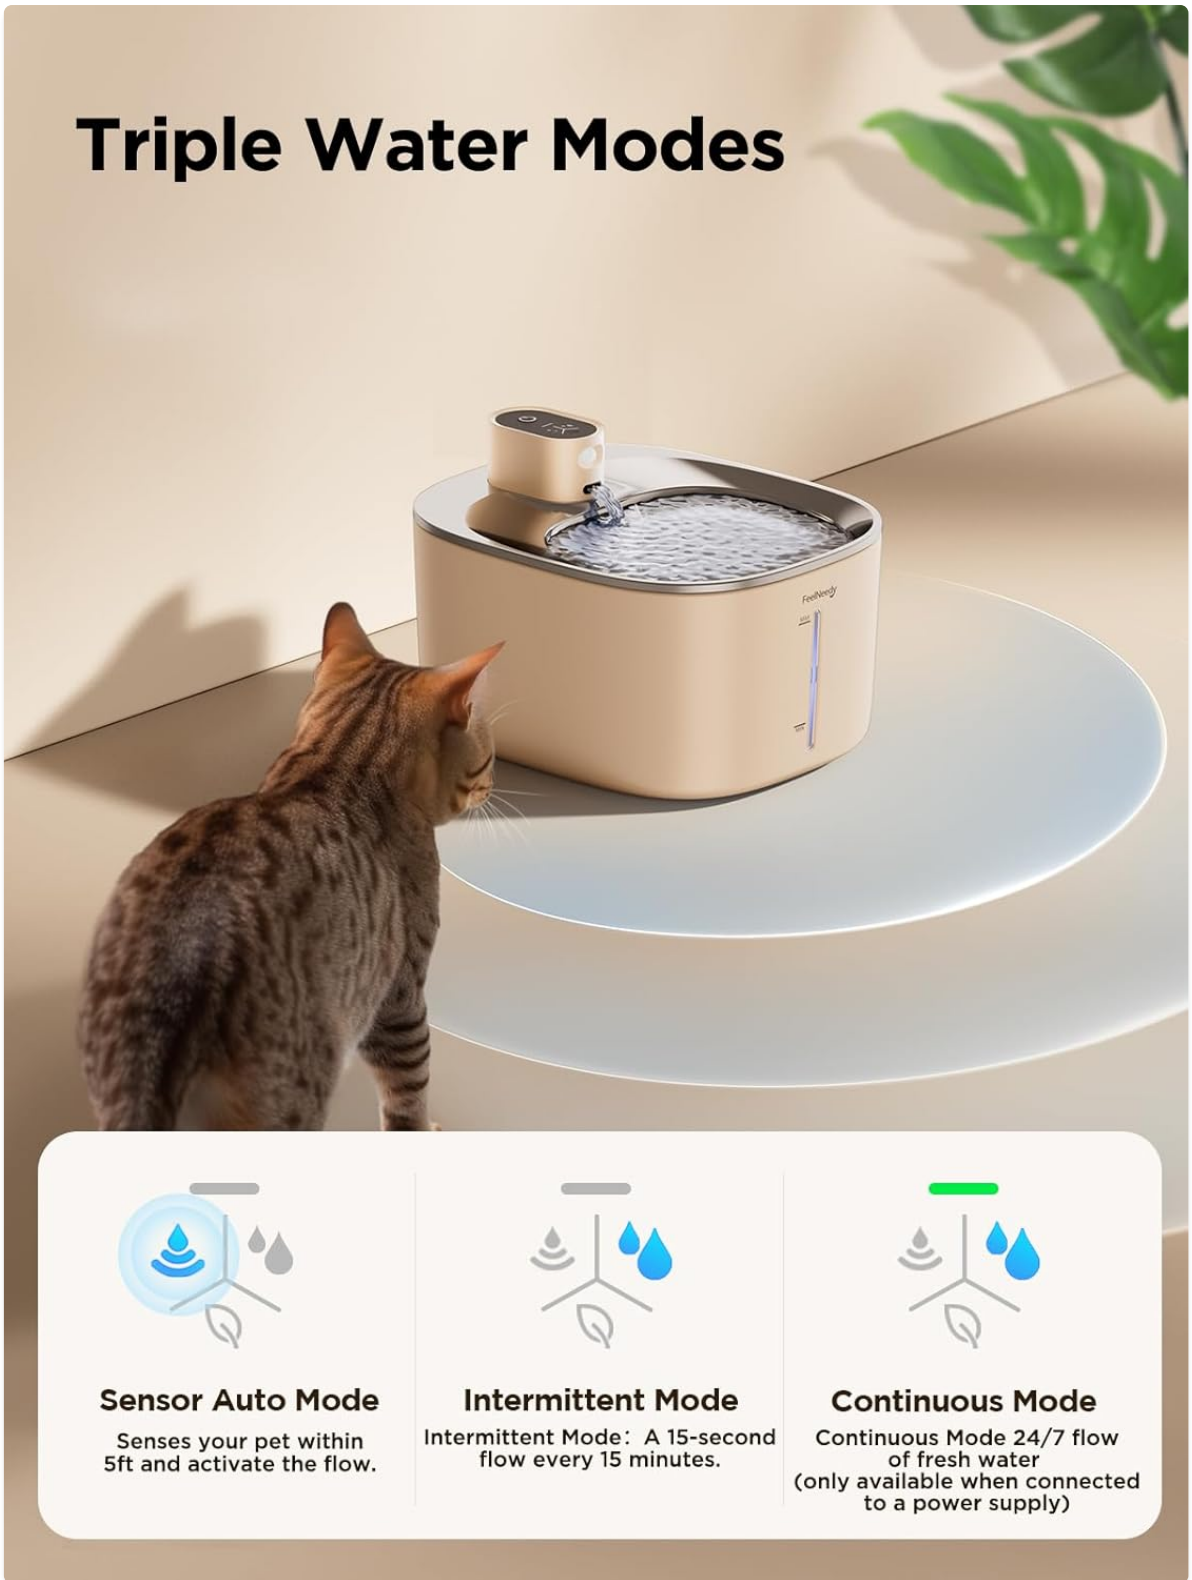 Triple Water Modes
FeelNeedy
Sensor Auto Mode
Senses your pet within
5ft and activate the flow.
Intermittent Mode
Intermittent Mode: A 15-second
flow every 15 minutes.
Continuous Mode
Continuous Mode 24/7 flow
of fresh water
(only available when connected
to a power supply)